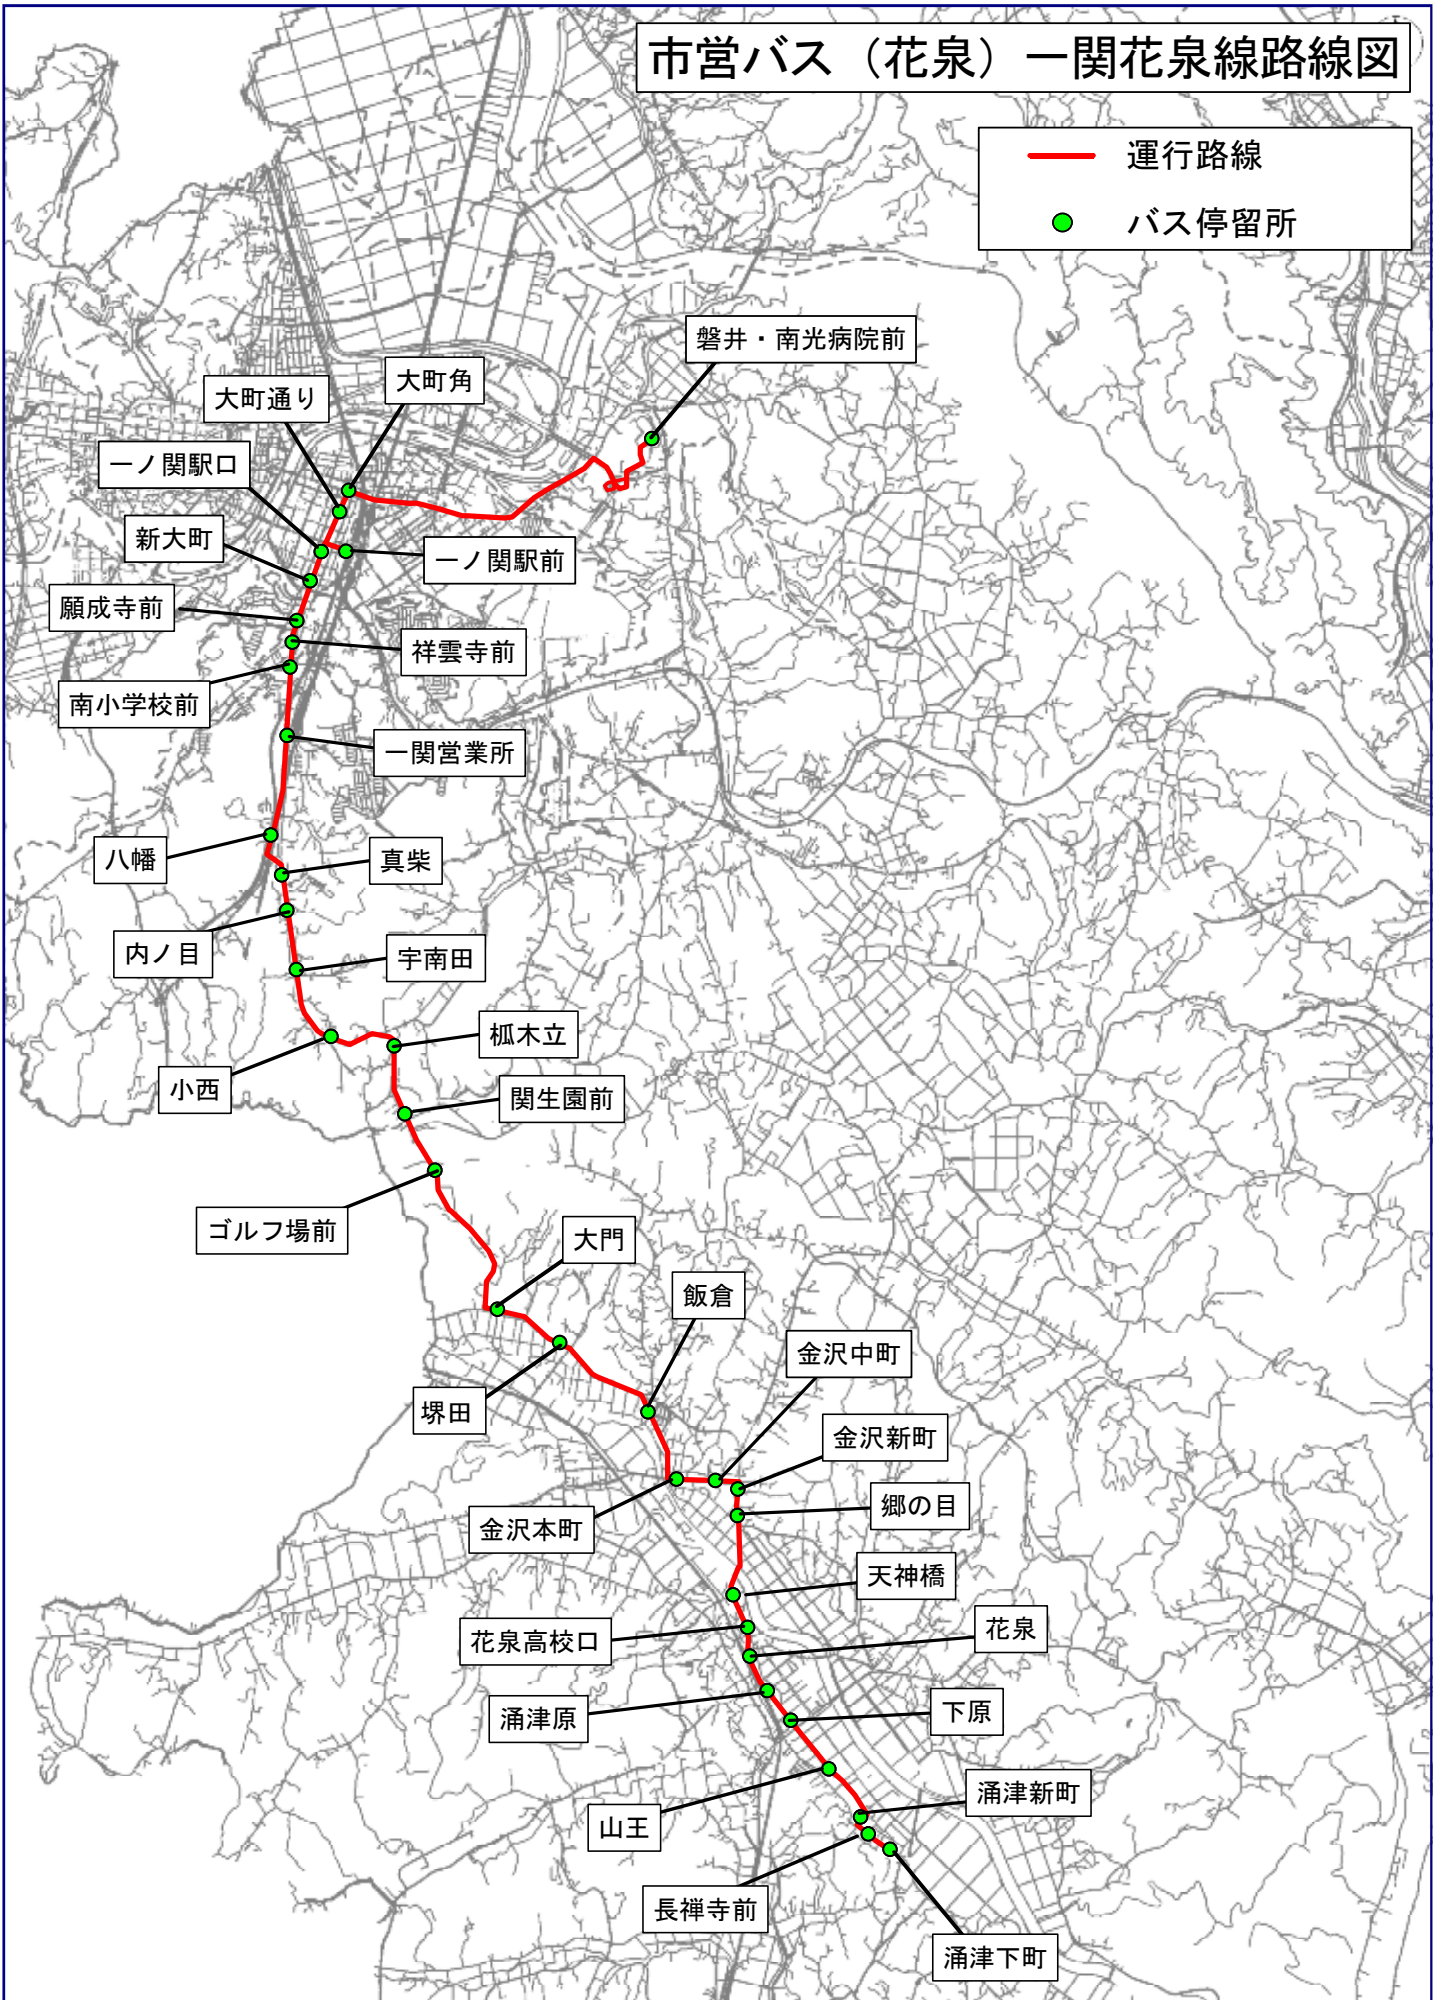 市営バス（花泉）一関花泉線路線図
運行路線
バス停留所
磐井・南光病院前
大町角
大町通り
一ノ関駅口
新大町
一ノ関駅前
願成寺前
祥雲寺前
南小学校前
一関営業所
八幡
真柴
内ノ目
宇南田
柧木立
小西
関生園前
ゴルフ場前
大門
飯倉
金沢中町
堺田
金沢新町
郷の目
金沢本町
天神橋
花泉高校口
花泉
涌津原
下原
涌津新町
山王
長禅寺前
涌津下町